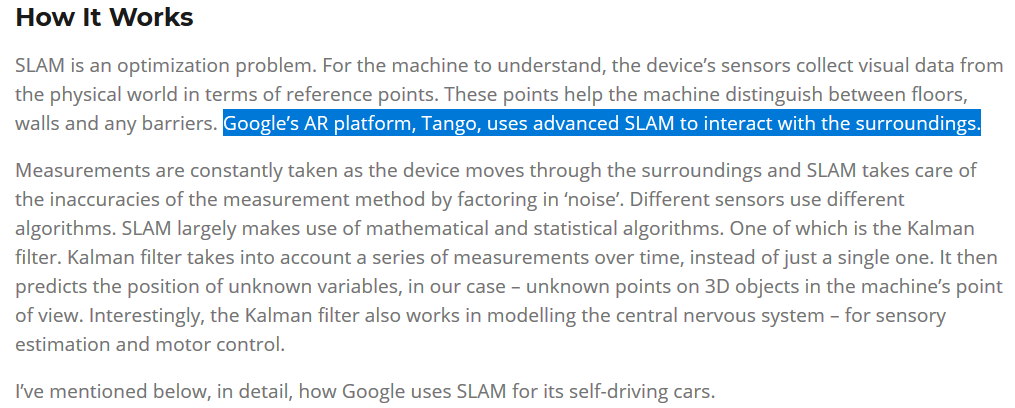 How It Works
SLAM is an optimization problem. For the machine to understand, the device’s sensors collect visual data from
the physical world in terms of reference points. These points help the machine distinguish between floors,
walls and any barriers. Google’s AR platform, Tango, uses advanced SLAM to interact with the surroundings.
Measurements are constantly taken as the device moves through the surroundings and SLAM takes care of
the inaccuracies of the measurement method by factoring in ‘noise’. Different sensors use different
algorithms. SLAM largely makes use of mathematical and statistical algorithms. One of which is the Kalman
filter. Kalman filter takes into account a series of measurements over time, instead of just a single one. It then
predicts the position of unknown variables, in our case – unknown points on 3D objects in the machine’s point
of view. Interestingly, the Kalman filter also works in modelling the central nervous system – for sensory
estimation and motor control.
I’ve mentioned below, in detail, how Google uses SLAM for its self-driving cars.